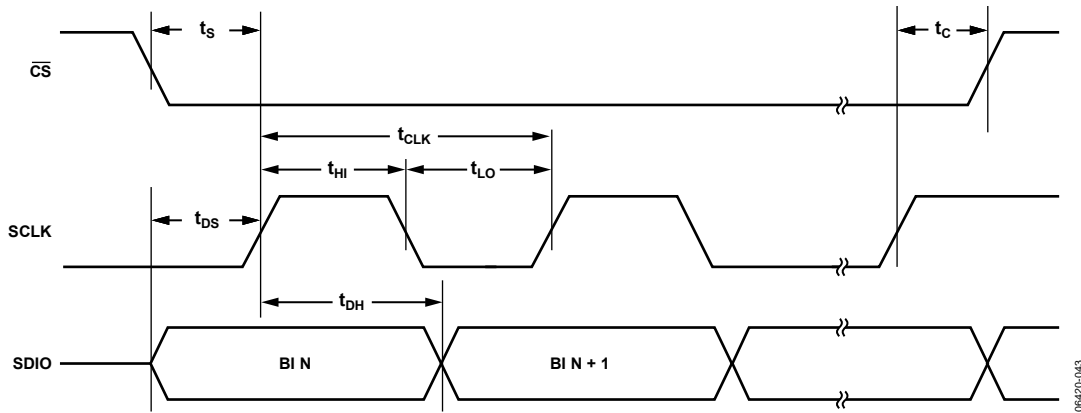 tS
tC
CS
tCLK
tHI
tLO
tDS
SCLK
tDH
SDIO
BI N
BI N + 1
06420-043